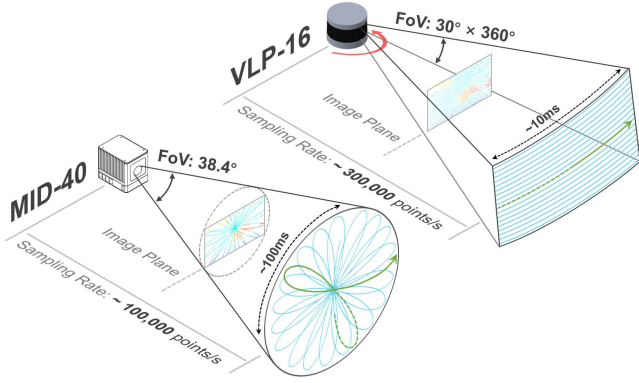 VLP-16
FoV: 30° × 360°
Image Plane
~10ms
Sampling Rate: ~ 300,000 points/s
MID-40
FoV: 38.4°
Image Plane
~100ms
Sampling Rate: ~ 100,000 points/s